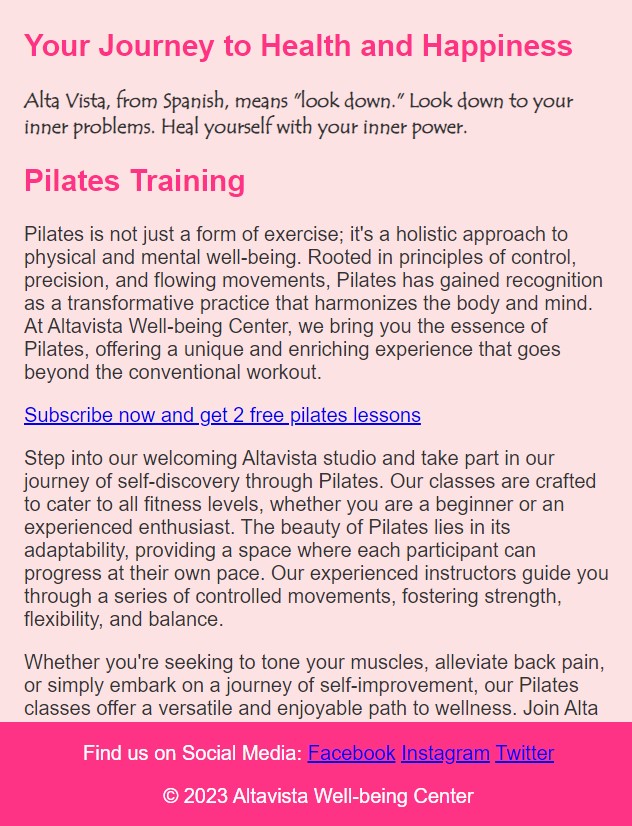 Your Journey to Health and Happiness
Alta Vista, from Spanish, means "look down." Look down to your
inner problems. Heal yourself with your inner power.
Pilates Training
Pilates is not just a form of exercise; it's a holistic approach to
physical and mental well-being. Rooted in principles of control,
precision, and flowing movements, Pilates has gained recognition
as a transformative practice that harmonizes the body and mind.
At Altavista Well-being Center, we bring you the essence of
Pilates, offering a unique and enriching experience that goes
beyond the conventional workout.
Subscribe now and get 2 free pilates lessons
Step into our welcoming Altavista studio and take part in our
journey of self-discovery through Pilates. Our classes are crafted
to cater to all fitness levels, whether you are a beginner or an
experienced enthusiast. The beauty of Pilates lies in its
adaptability, providing a space where each participant can
progress at their own pace. Our experienced instructors guide you
through a series of controlled movements, fostering strength,
flexibility, and balance.
Whether you're seeking to tone your muscles, alleviate back pain,
or simply embark on a journey of self-improvement, our Pilates
classes offer a versatile and enjoyable path to wellness. Join Alta
Find us on Social Media: Facebook Instagram Twitter
© 2023 Altavista Well-being Center